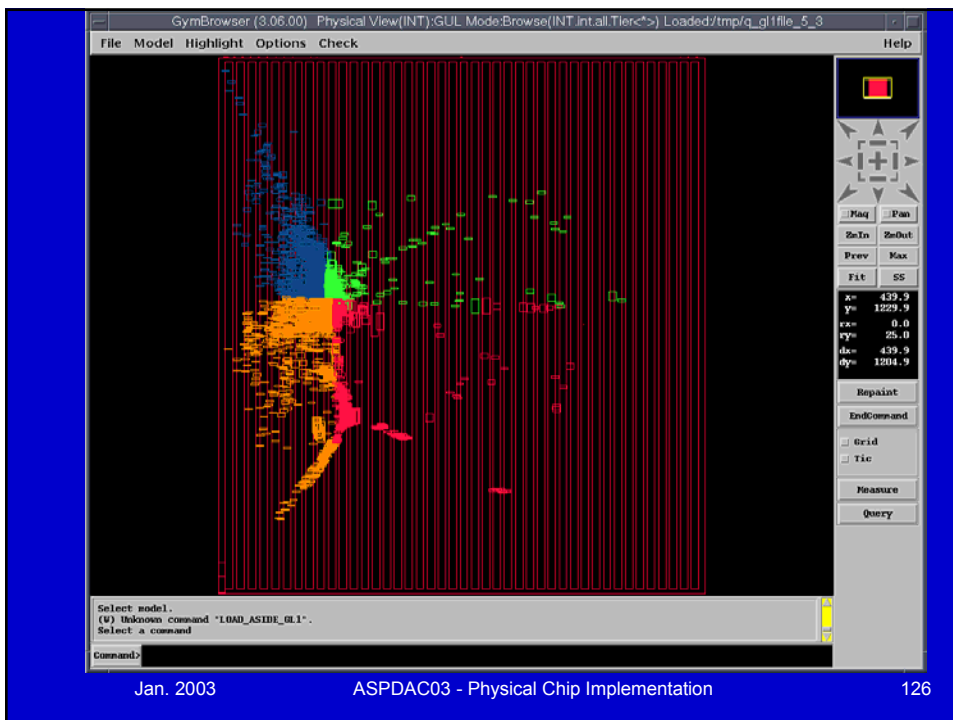 GymBrowser (3.06.00) Physical View(INT):GUL Mode:Browse(INT.int.all.Tler<*>) Loaded:/tmp/q_gl1file_5_3
File Model Highlight Options Check Help
Maq Pan
ZmIn ZmOut
Prev Max
Fit SS
x= 439.9
y= 1229.9
rx= 0.0
ry= 25.0
dx= 439.9
dy= 1204.9
Repaint
EndCommand
Grid
Tic
Measure
Query
Select model.
(W) Unknown command "LOAD_ASIDE_GL1".
Select a command
Command>
Jan. 2003 ASPDAC03 - Physical Chip Implementation 126